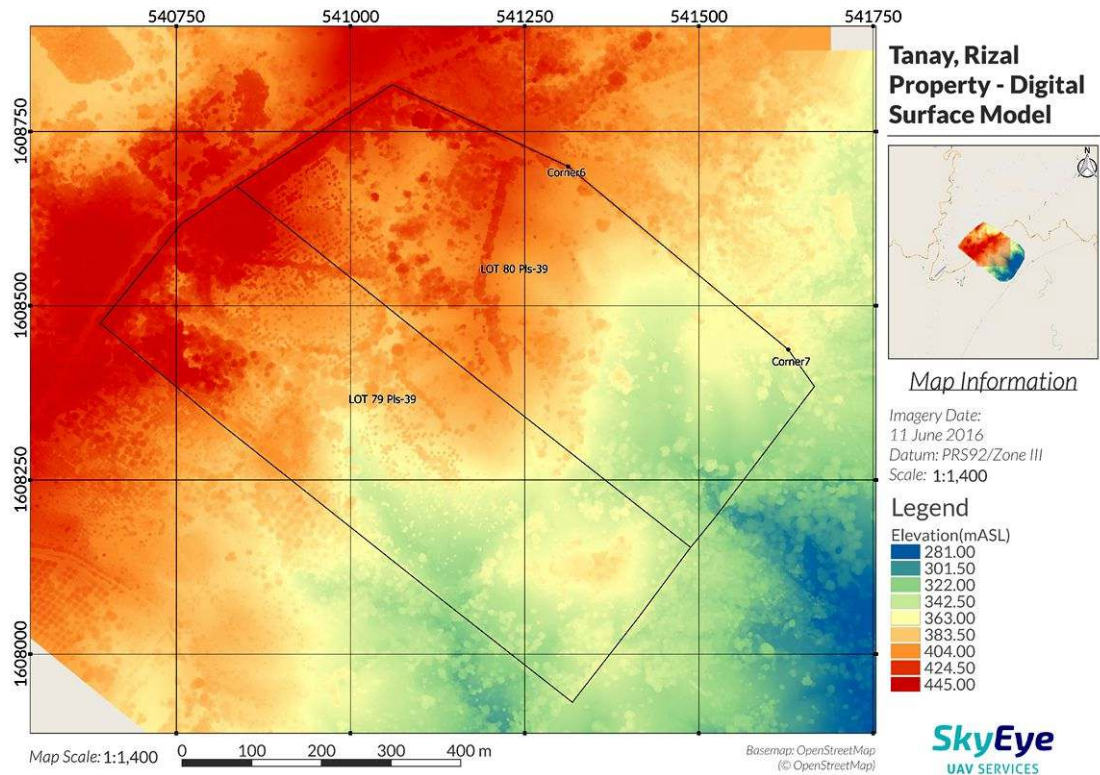 540750
541000
541250
541500
541750
1608750
1608500
1608250
1608000
Corner6
LOT 80 Pls-39
Corner7
LOT 79 Pls-39
Map Scale: 1:1,400
0 100 200 300 400 m
Basemap: OpenStreetMap
(© OpenStreetMap)
Tanay, Rizal
Property - Digital
Surface Model
N
Map Information
Imagery Date:
11 June 2016
Datum: PRS92/Zone III
Scale: 1:1,400
Legend
Elevation(mASL)
281.00
301.50
322.00
342.50
363.00
383.50
404.00
424.50
445.00
SkyEye
UAV SERVICES